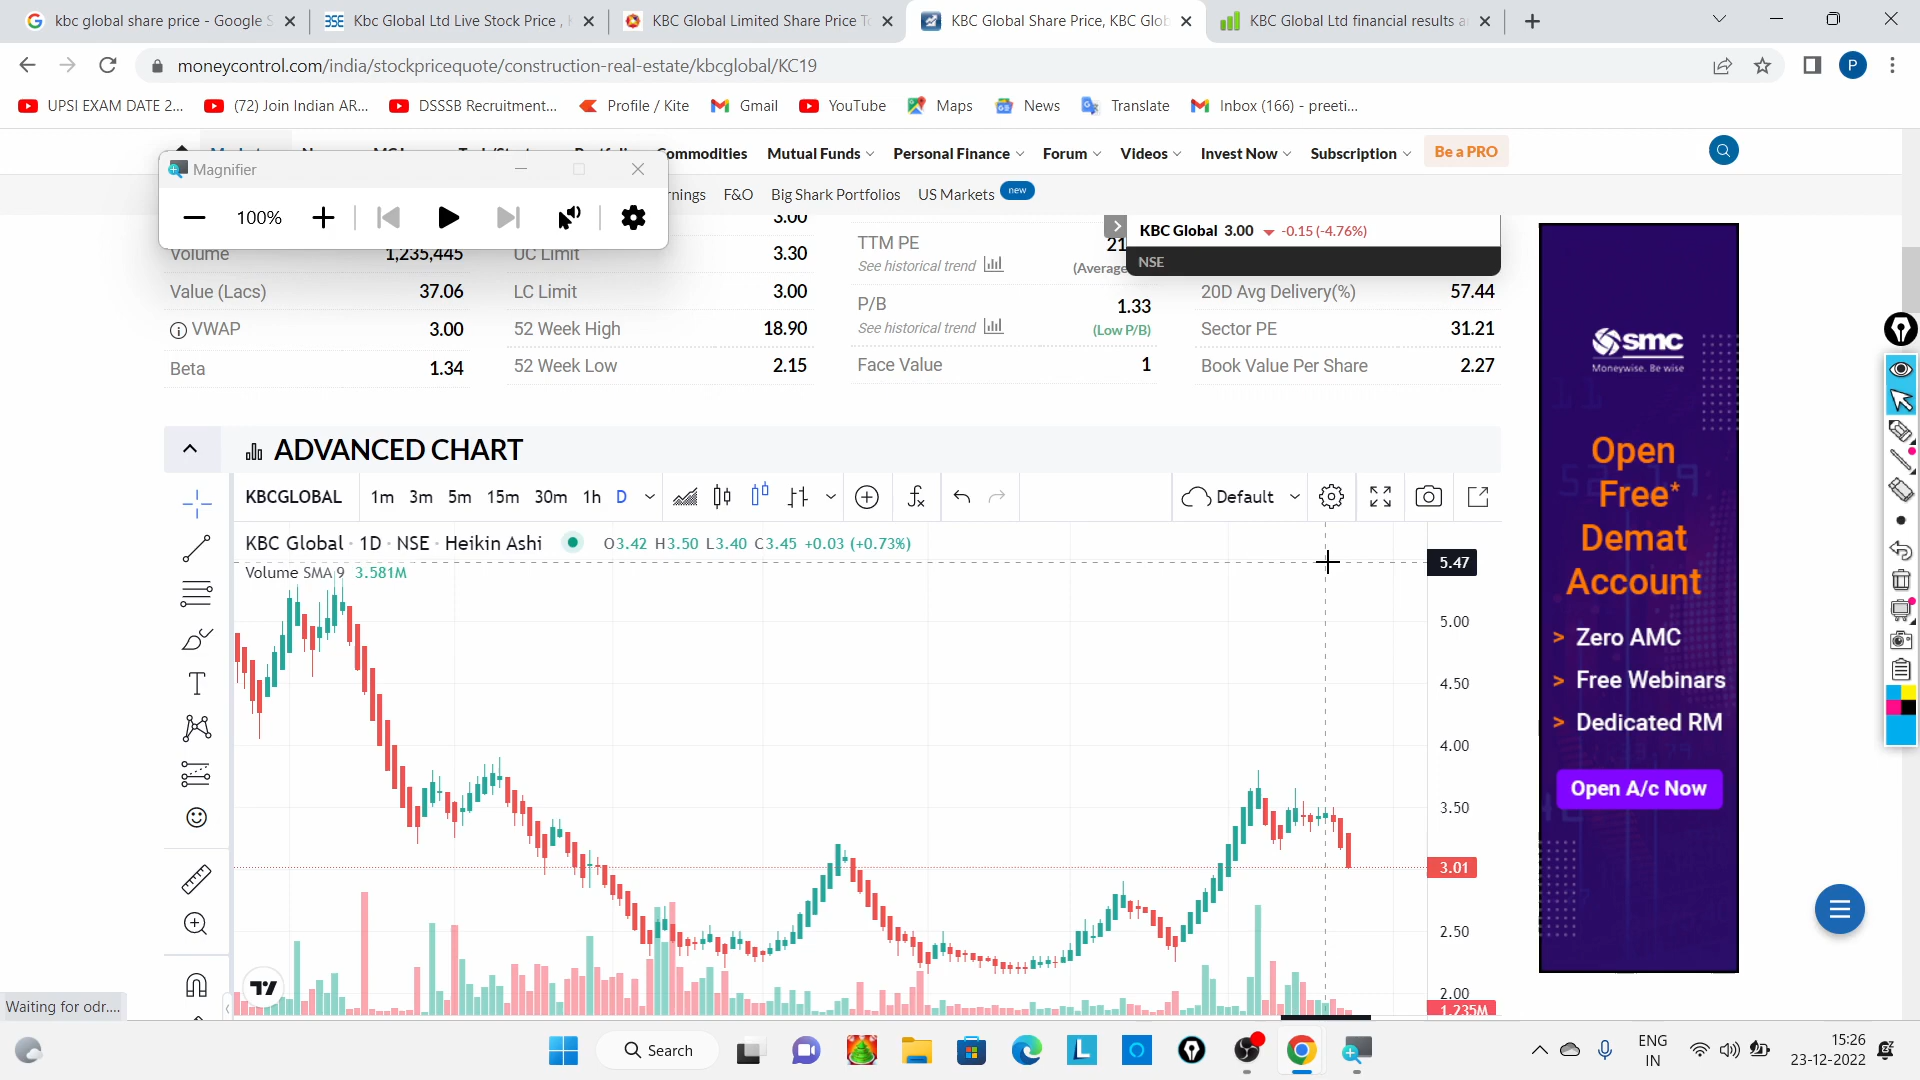 kbc global share price - Google S
Kbc Global Ltd Live Stock Price ,
KBC Global Limited Share Price T
KBC Global Share Price, KBC Glob
KBC Global Ltd financial results a
moneycontrol.com/india/stockpricequote/construction-real-estate/kbcglobal/KC19
P
UPSI EXAM DATE 2...
(72) Join Indian AR...
DSSSB Recruitment...
Profile / Kite
Gmail
YouTube
Maps
News
Translate
Inbox (166) - preeti...
Commodities
Mutual Funds
Personal Finance
Forum
Videos
Invest Now
Subscription
Be a PRO
Magnifier
100%
F&O
Big Shark Portfolios
US Markets
new
KBC Global 3.00 -0.15 (-4.76%)
NSE
3.00
Volume 1,235,445
UC Limit 3.30
TTM PE 21
See historical trend (Average
Value (Lacs) 37.06
LC Limit 3.00
P/B 1.33
See historical trend (Low P/B)
20D Avg Delivery(%) 57.44
VWAP 3.00
52 Week High 18.90
Sector PE 31.21
Beta 1.34
52 Week Low 2.15
Face Value 1
Book Value Per Share 2.27
ADVANCED CHART
KBCGLOBAL 1m 3m 5m 15m 30m 1h D
Default
KBC Global · 1D · NSE · Heikin Ashi
O3.42 H3.50 L3.40 C3.45 +0.03 (+0.73%)
Volume SMA 9 3.581M
5.47
5.00
4.50
4.00
3.50
3.01
2.50
2.00
1.235M
smc
Moneywise. Be wise
Open
Free*
Demat
Account
> Zero AMC
> Free Webinars
> Dedicated RM
Open A/c Now
Waiting for odr....
Search
ENG
IN
15:26
23-12-2022